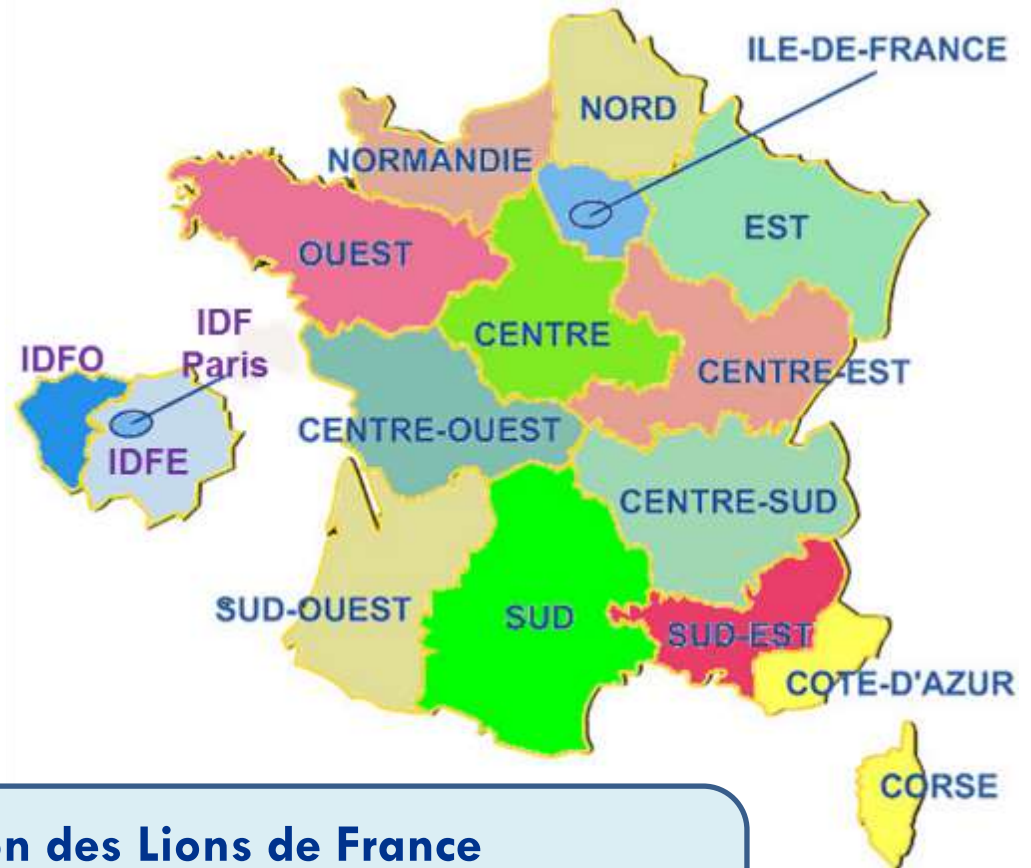 ILE-DE-FRANCE
NORD
NORMANDIE
EST
OUEST
IDF
Paris
IDFO
CENTRE
CENTRE-EST
CENTRE-OUEST
IDFE
CENTRE-SUD
SUD-OUEST
SUD
SUD-EST
COTE-D'AZUR
CORSE
n des Lions de France